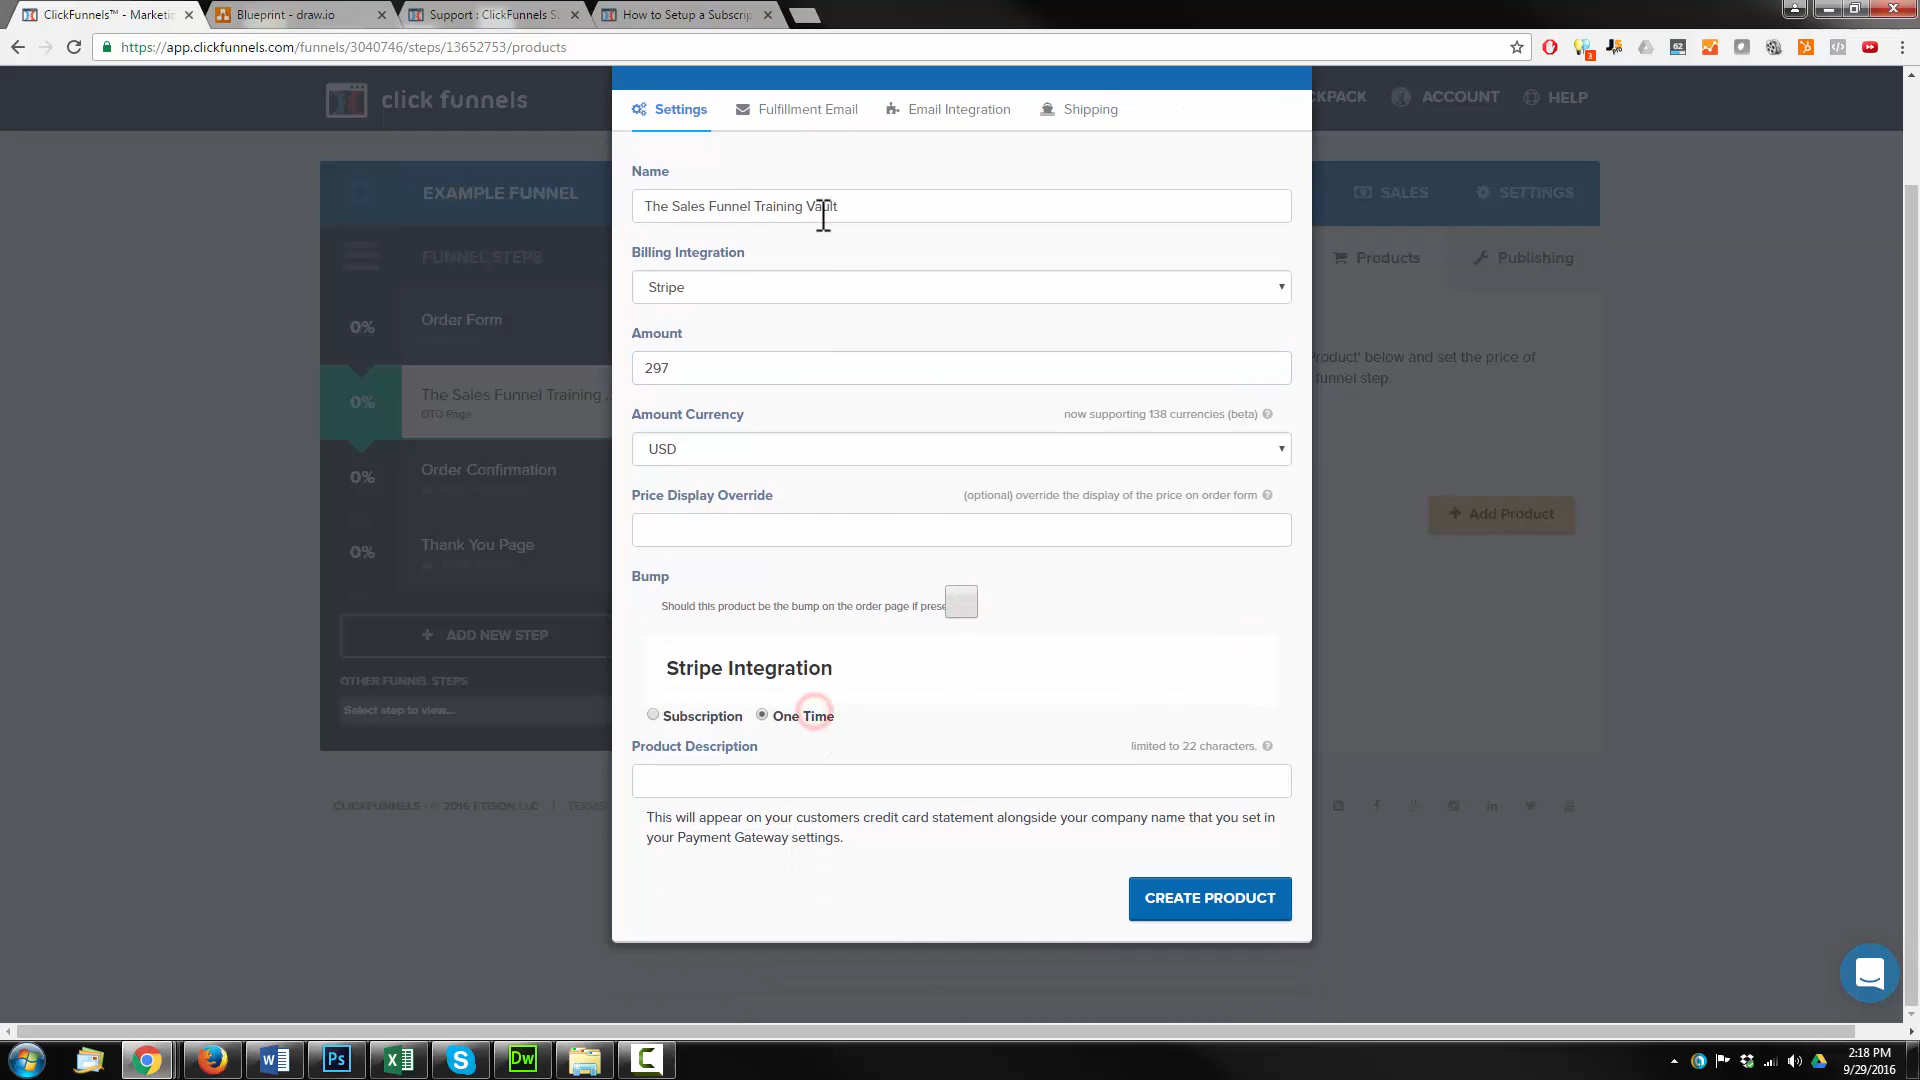 ClickFunnels™ - Marketin
Blueprint - draw.io
Support : ClickFunnels S
How to Setup a Subscrip
https://app.clickfunnels.com/funnels/3040746/steps/13652753/products
62
3
click funnels
CKPACK
ACCOUNT
HELP
Settings
Fulfillment Email
Email Integration
Shipping
Name
The Sales Funnel Training Vault
EXAMPLE FUNNEL
SALES
SETTINGS
Billing Integration
FUNNEL STEPS
Products
Publishing
Stripe
0%
Order Form
Amount
297
Product' below and set the price of
funnel step.
0%
The Sales Funnel Training ...
OTO Page
Amount Currency
now supporting 138 currencies (beta)
USD
0%
Order Confirmation
Price Display Override
(optional) override the display of the price on order form
Add Product
0%
Thank You Page
Bump
Should this product be the bump on the order page if prese
ADD NEW STEP
Stripe Integration
OTHER FUNNEL STEPS
Select step to view...
Subscription
One Time
Product Description
limited to 22 characters.
CLICKFUNNELS - © 2016 ETISON LLC
TERMS
This will appear on your customers credit card statement alongside your company name that you set in
your Payment Gateway settings.
CREATE PRODUCT
2:18 PM
9/29/2016